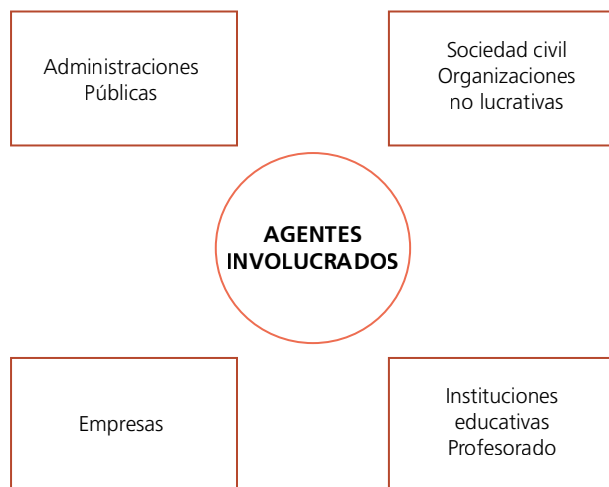 Administraciones
Públicas
Sociedad civil
Organizaciones
no lucrativas
AGENTES
INVOLUCRADOS
Empresas
Instituciones
educativas
Profesorado